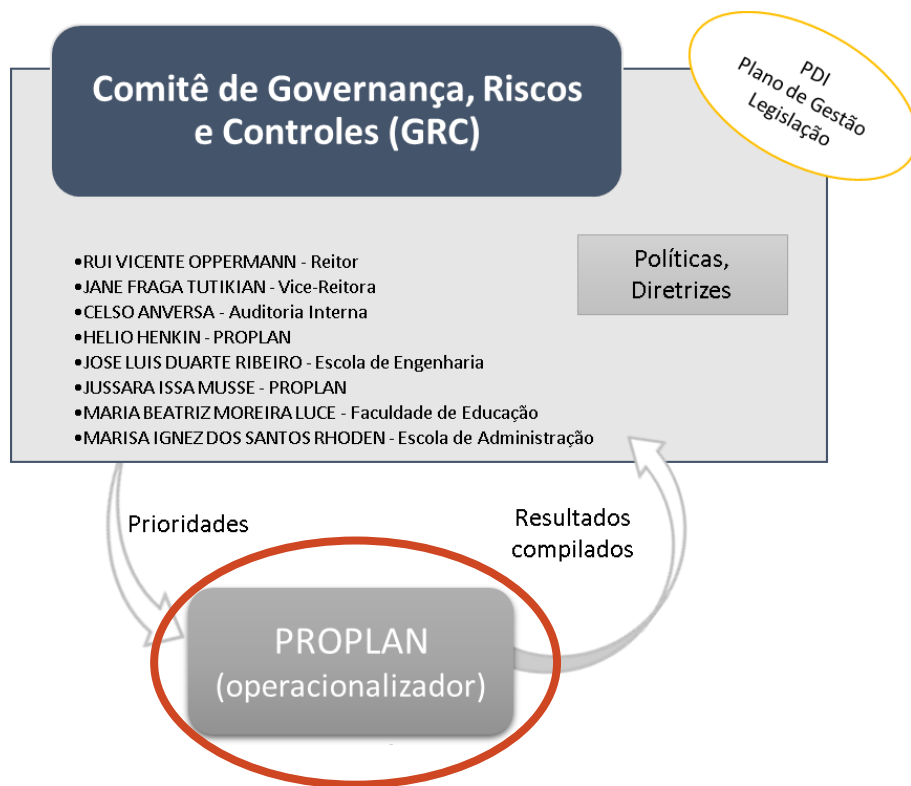 Comitê de Governança, Riscos
e Controles (GRC)
PDI
Plano de Gestão
Legislação
•RUI VICENTE OPPERMANN - Reitor
•JANE FRAGA TUTIKIAN - Vice-Reitora
•CELSO ANVERSA - Auditoria Interna
•HELIO HENKIN - PROPLAN
•JOSE LUIS DUARTE RIBEIRO - Escola de Engenharia
•JUSSARA ISSA MUSSE - PROPLAN
•MARIA BEATRIZ MOREIRA LUCE - Faculdade de Educação
•MARISA IGNEZ DOS SANTOS RHODEN - Escola de Administração
Políticas,
Diretrizes
Prioridades
Resultados
compilados
PROPLAN
(operacionalizador)